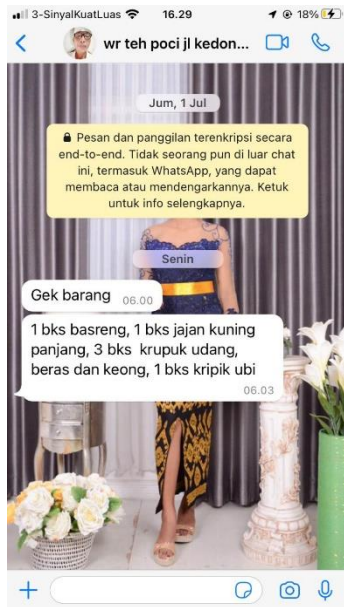 3-SinyalKuatLuas 16.29 18%
wr teh poci jl kedon...
Jum, 1 Jul
Pesan dan panggilan terenkripsi secara
end-to-end. Tidak seorang pun di luar chat
ini, termasuk WhatsApp, yang dapat
membaca atau mendengarkannya. Ketuk
untuk info selengkapnya.
Senin
Gek barang 06.00
1 bks basreng, 1 bks jajan kuning
panjang, 3 bks krupuk udang,
beras dan keong, 1 bks kripik ubi
06.03